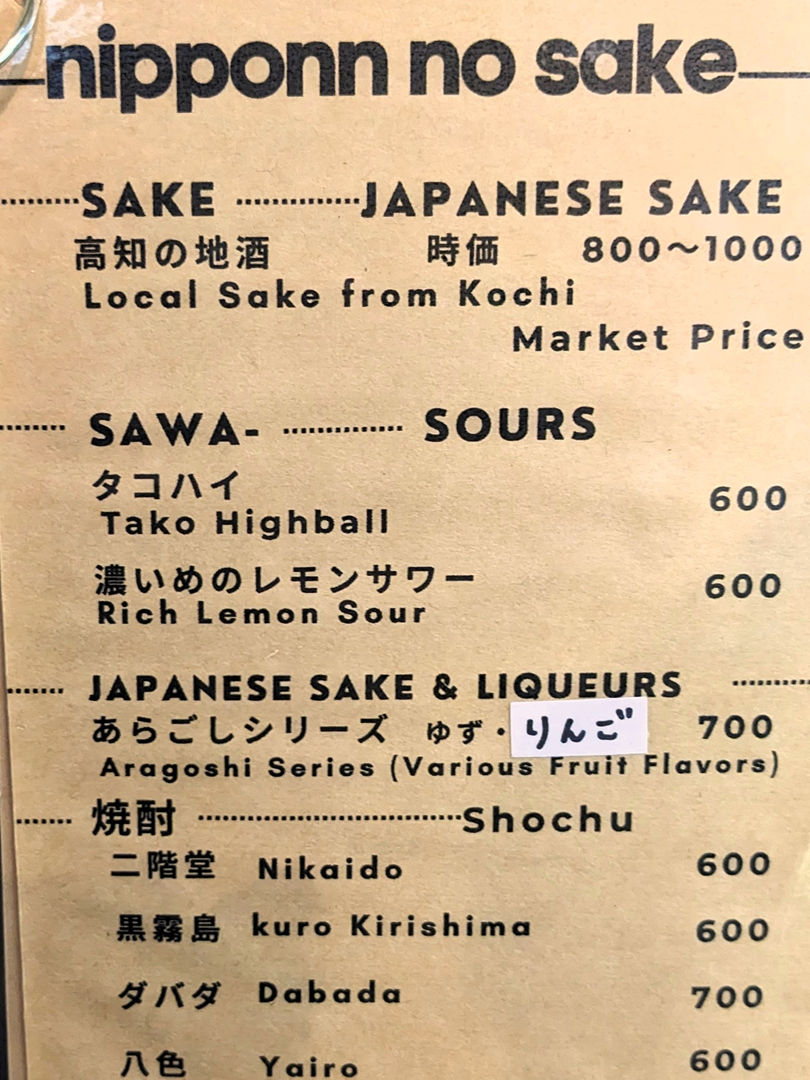 nipponn no sake
SAKE ................ JAPANESE SAKE
高知の地酒 時価 800〜1000
Local Sake from Kochi
Market Price
SAWA- ............... SOURS
タコハイ
600
Tako Highball
濃いめのレモンサワー
600
Rich Lemon Sour
JAPANESE SAKE & LIQUEURS
あらごしシリーズ ゆず・りんご 700
Aragoshi Series (Various Fruit Flavors)
焼酎 ................................ Shochu
二階堂 Nikaido 600
黒霧島 kuro Kirishima 600
ダバダ Dabada 700
八色 Yairo 600